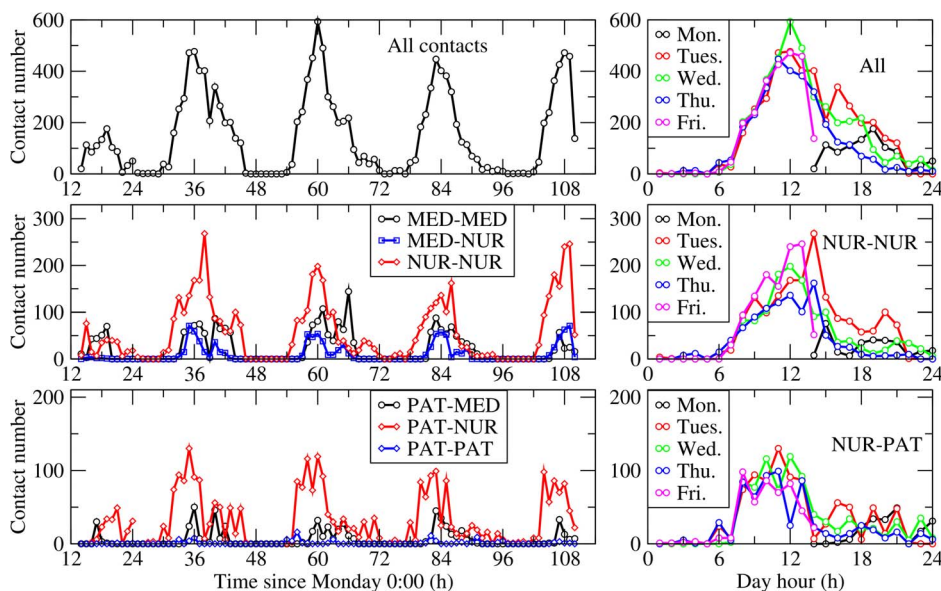 600
400
200
0
Contact number
All contacts
12 24 36 48 60 72 84 96 108
600
400
200
0
Mon.
Tues.
Wed.
Thu.
Fri.
All
0 6 12 18 24
300
200
100
0
Contact number
MED-MED
MED-NUR
NUR-NUR
12 24 36 48 60 72 84 96 108
300
200
100
0
Mon.
Tues.
Wed.
Thu.
Fri.
NUR-NUR
0 6 12 18 24
200
100
0
Contact number
PAT-MED
PAT-NUR
PAT-PAT
12 24 36 48 60 72 84 96 108
Time since Monday 0:00 (h)
200
100
0
Mon.
Tues.
Wed.
Thu.
Fri.
NUR-PAT
0 6 12 18 24
Day hour (h)